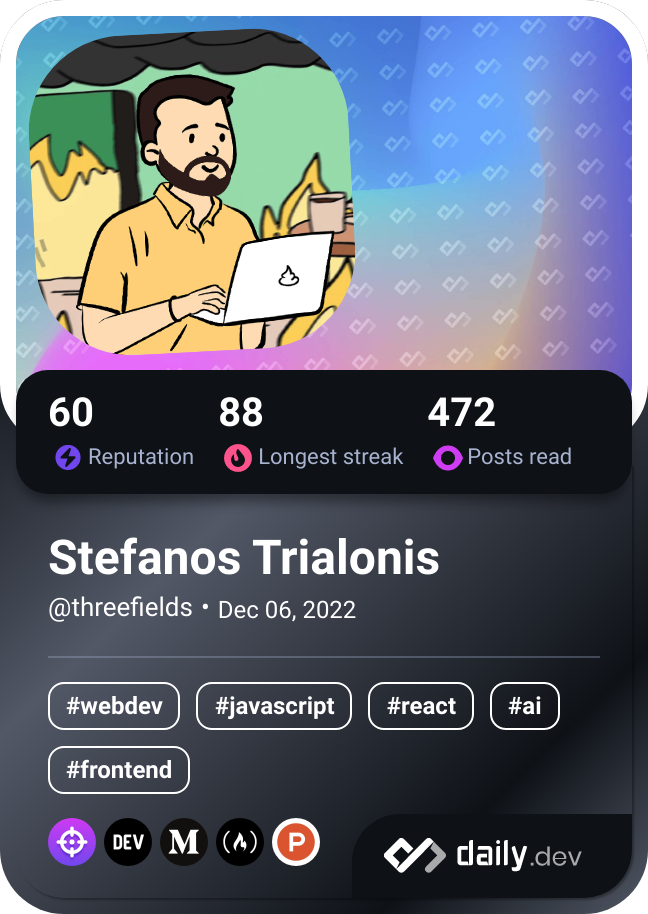 60 88 472
Reputation Longest streak Posts read
Stefanos Trialonis
@threefields • Dec 06, 2022
#webdev #javascript #react #ai
#frontend
DEV M P daily.dev